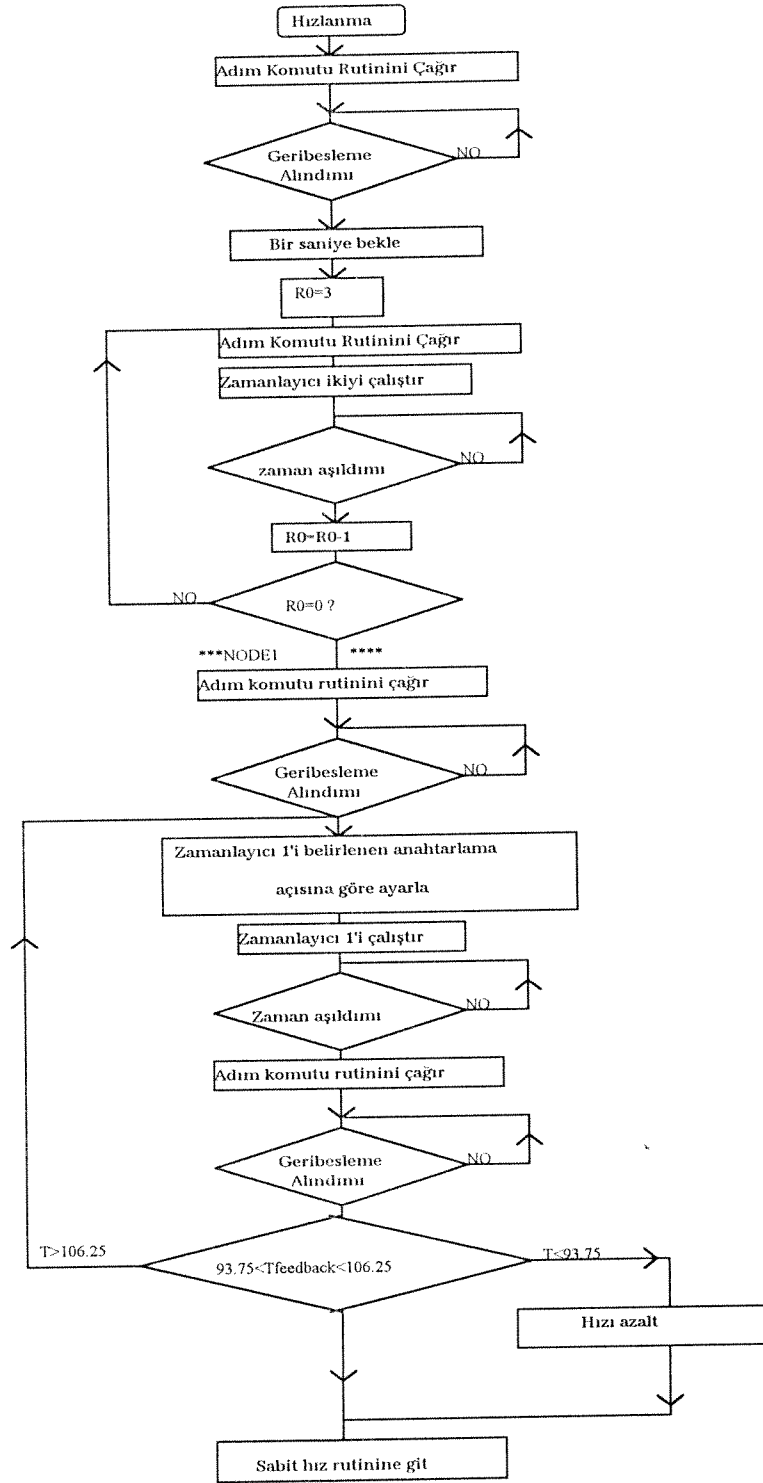 Hızlanma
Adım Komutu Rutinini Çağır
Geribesleme
Alındımı
NO
Bir saniye bekle
R0=3
Adım Komutu Rutinini Çağır
Zamanlayıcı ikiyi çalıştır
zaman aşıldımı
NO
R0=R0-1
R0=0 ?
NO
***NODE1 ****
Adım komutu rutinini çağır
Geribesleme
Alındımı
NO
Zamanlayıcı 1'i belirlenen anahtarlama
açısına göre ayarla
Zamanlayıcı 1'i çalıştır
Zaman aşıldımı
NO
Adım komutu rutinini çağır
Geribesleme
Alındımı
NO
T>106.25
93.75<Tfeedback<106.25
T<93.75
Hızı azalt
Sabit hız rutinine git